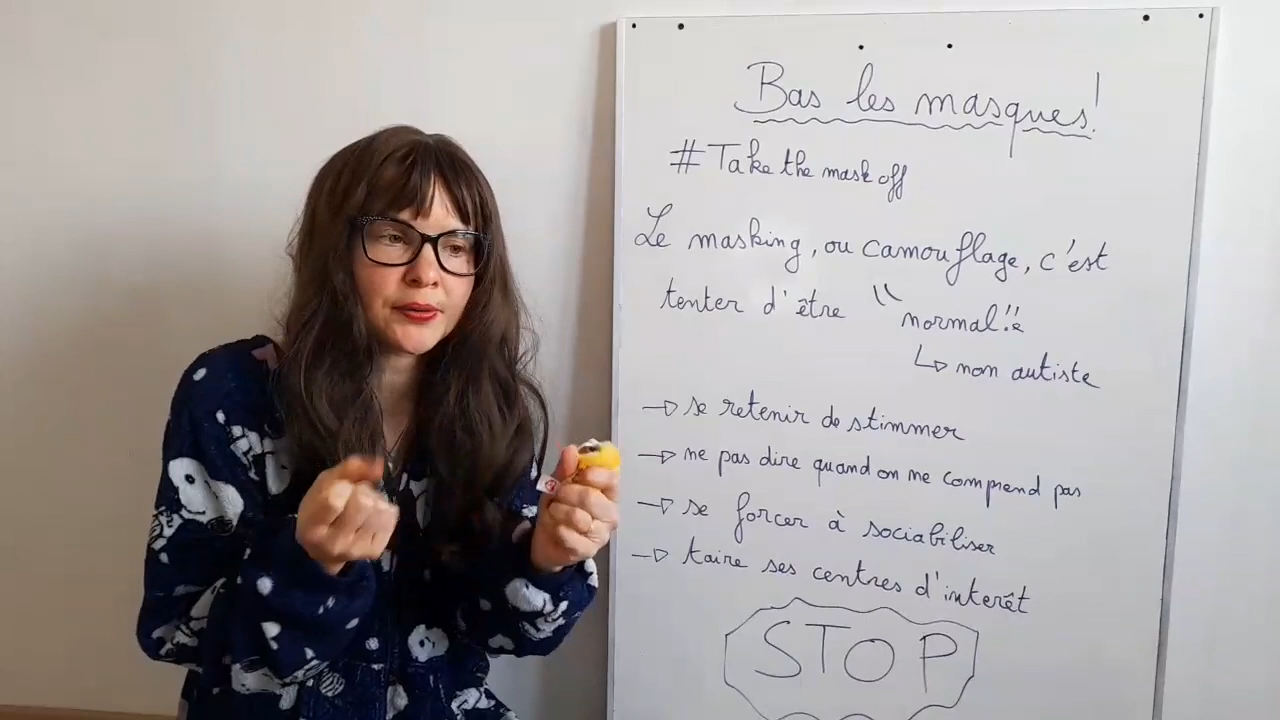 Bas les masques!
#Take the mask off
Le masking, ou camouflage, c'est
tenter d'être "normal!"
↳ non autiste
→ se retenir de stimmer
→ ne pas dire quand on ne comprend pas
→ se forcer à sociabiliser
→ taire ses centres d'interêt
STOP